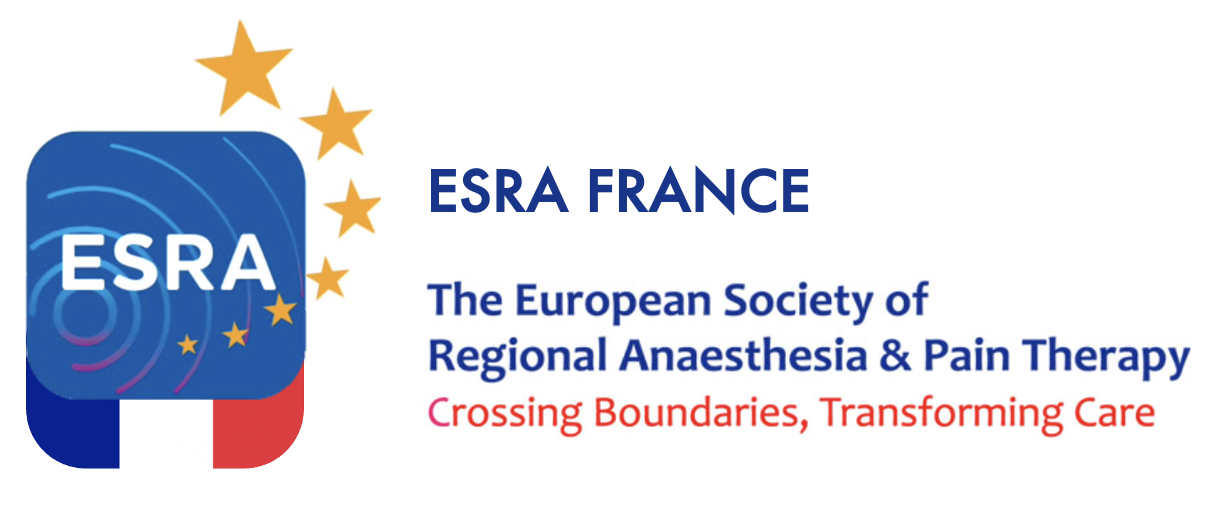 ESRA
ESRA FRANCE
The European Society of
Regional Anaesthesia & Pain Therapy
Crossing Boundaries, Transforming Care